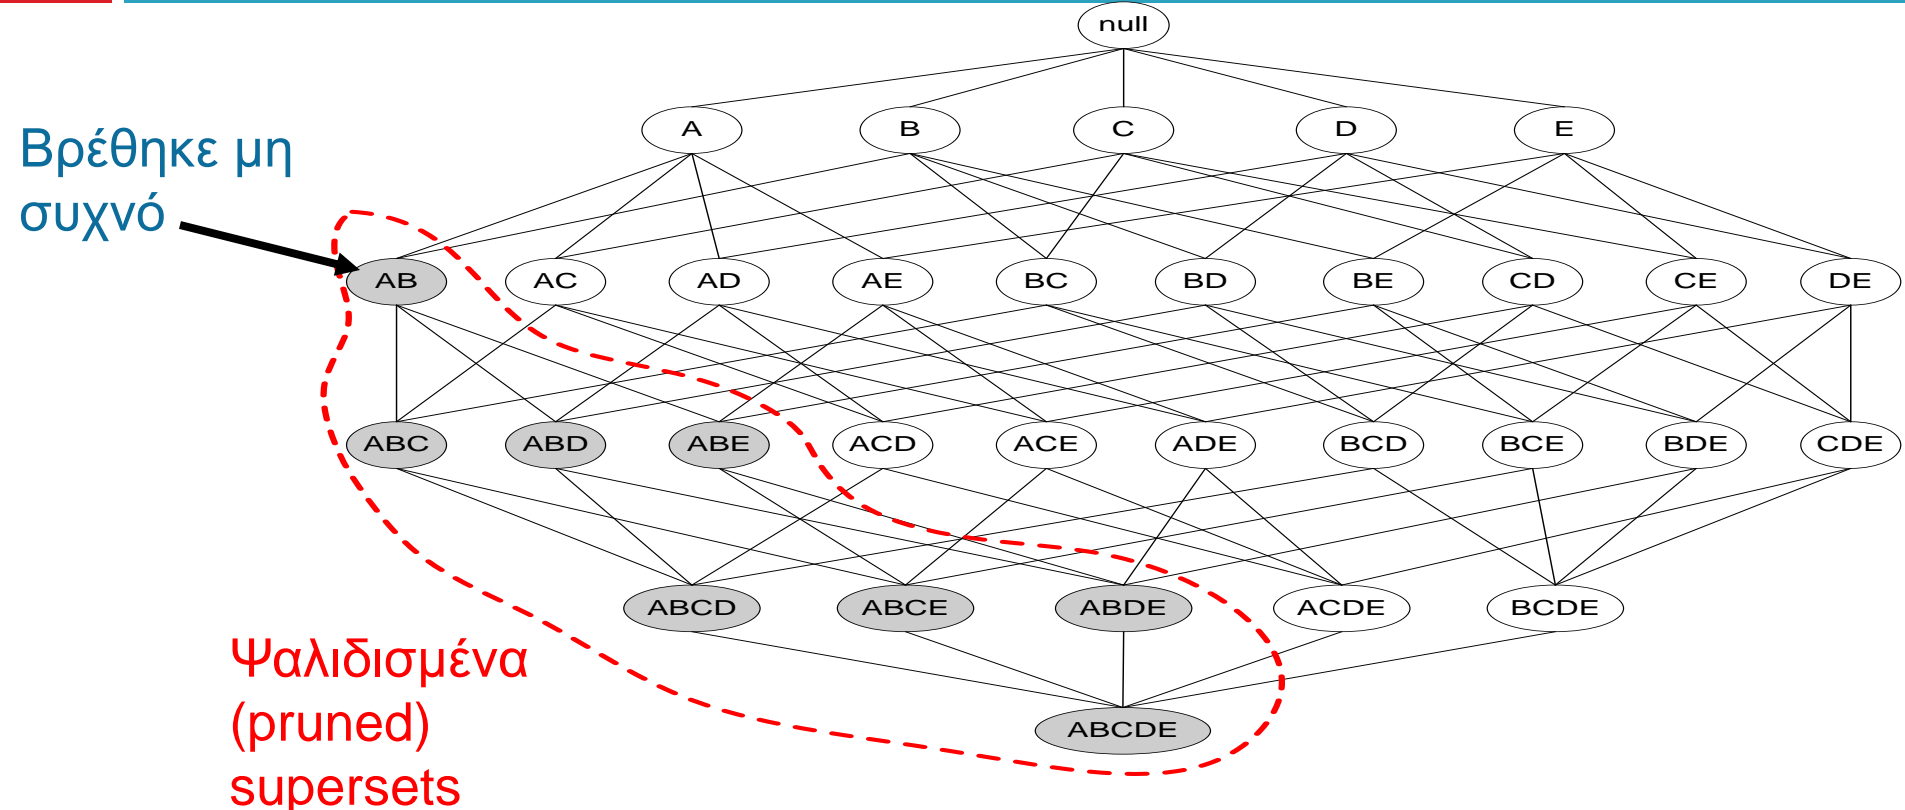 null
A B C D E
Βρέθηκε μη
συχνό
AB AC AD AE BC BD BE CD CE DE
ABC ABD ABE ACD ACE ADE BCD BCE BDE CDE
ABCD ABCE ABDE ACDE BCDE
Ψαλιδισμένα
(pruned)
supersets
ABCDE